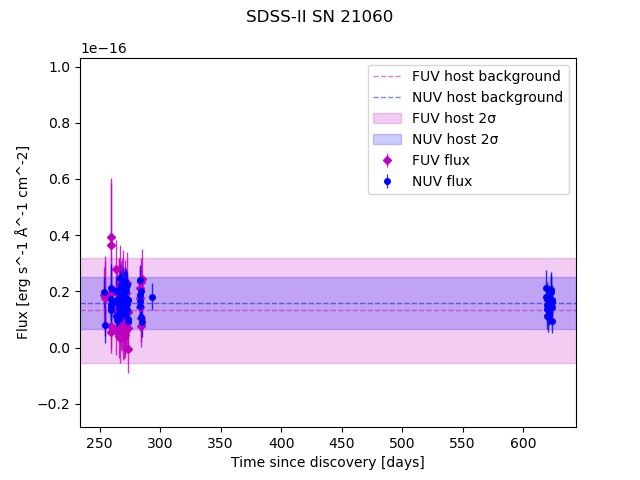 SDSS-II SN 21060
1e−16
FUV host background
NUV host background
FUV host 2σ
NUV host 2σ
FUV flux
NUV flux
1.0
0.8
0.6
0.4
0.2
0.0
−0.2
Flux [erg s^-1 Å^-1 cm^-2]
250 300 350 400 450 500 550 600
Time since discovery [days]